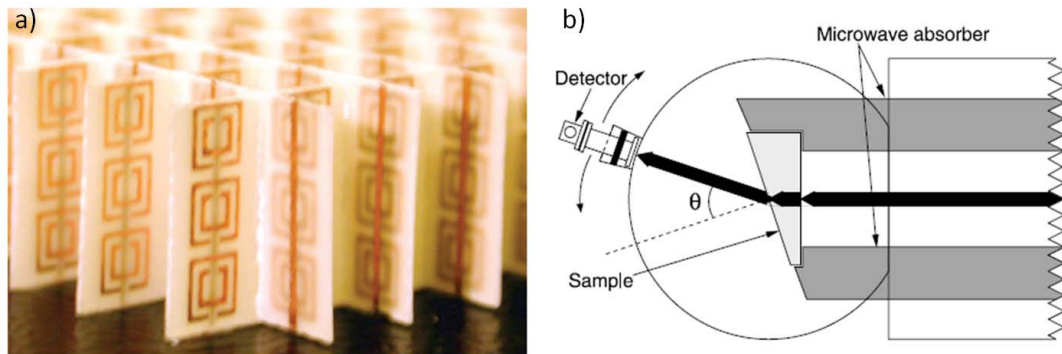 a)
b)
Microwave absorber
Detector
θ
Sample